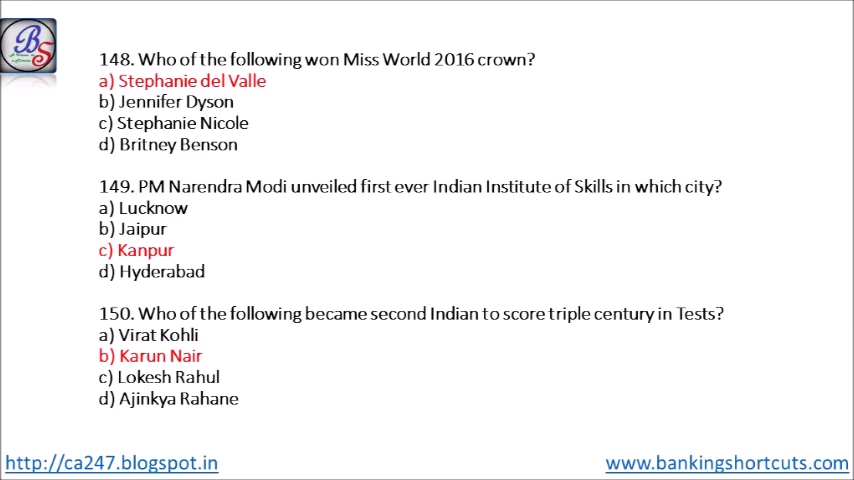 BS
148. Who of the following won Miss World 2016 crown?
a) Stephanie del Valle
b) Jennifer Dyson
c) Stephanie Nicole
d) Britney Benson
149. PM Narendra Modi unveiled first ever Indian Institute of Skills in which city?
a) Lucknow
b) Jaipur
c) Kanpur
d) Hyderabad
150. Who of the following became second Indian to score triple century in Tests?
a) Virat Kohli
b) Karun Nair
c) Lokesh Rahul
d) Ajinkya Rahane
http://ca247.blogspot.in
www.bankingshortcuts.com